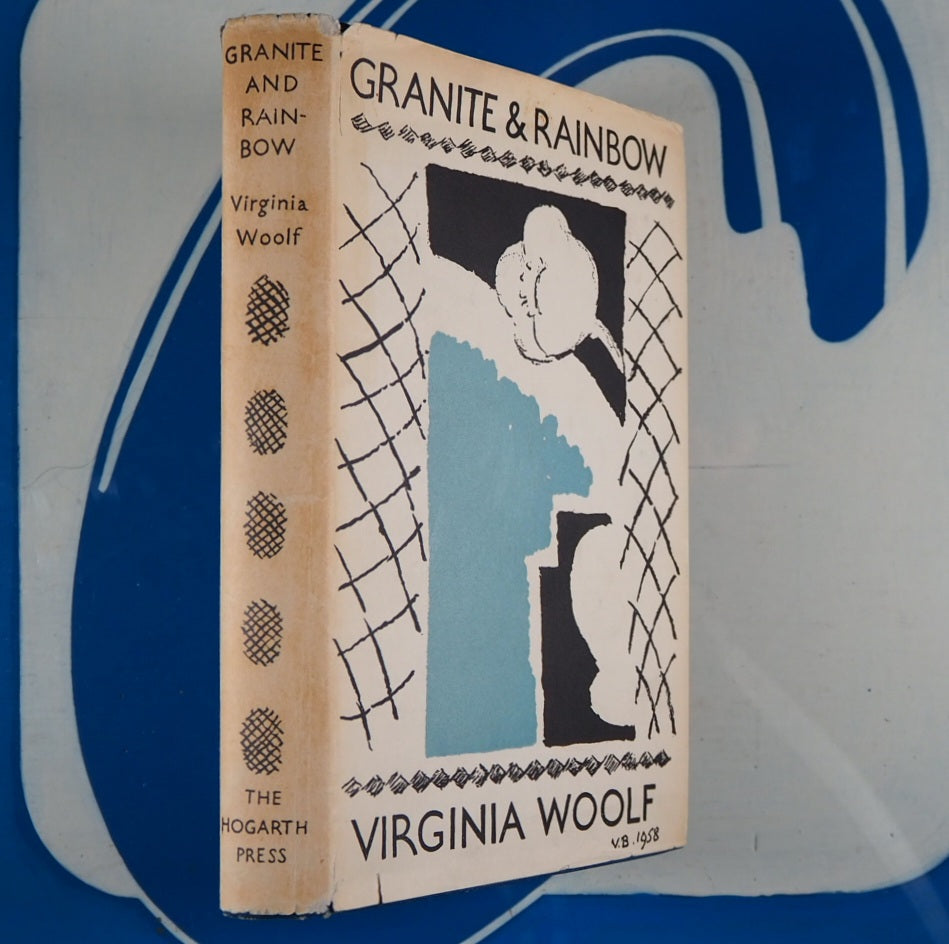 GRANITE
AND
RAIN-
BOW
Virginia
Woolf
THE
HOGARTH
PRESS
GRANITE & RAINBOW
VIRGINIA WOOLF
V.B. 1958